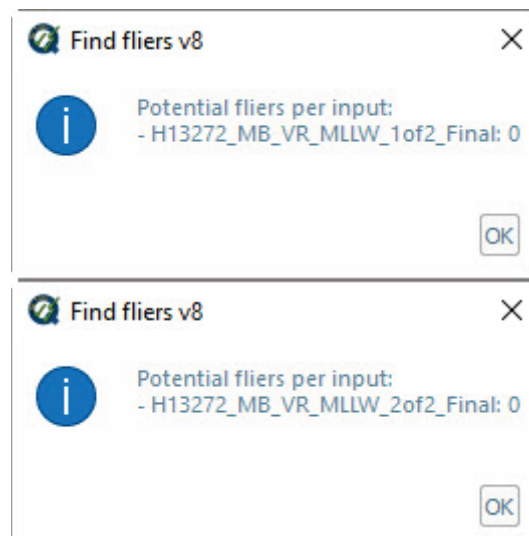 Find fliers v8
Potential fliers per input:
- H13272_MB_VR_MLLW_1of2_Final: 0
OK
Find fliers v8
Potential fliers per input:
- H13272_MB_VR_MLLW_2of2_Final: 0
OK